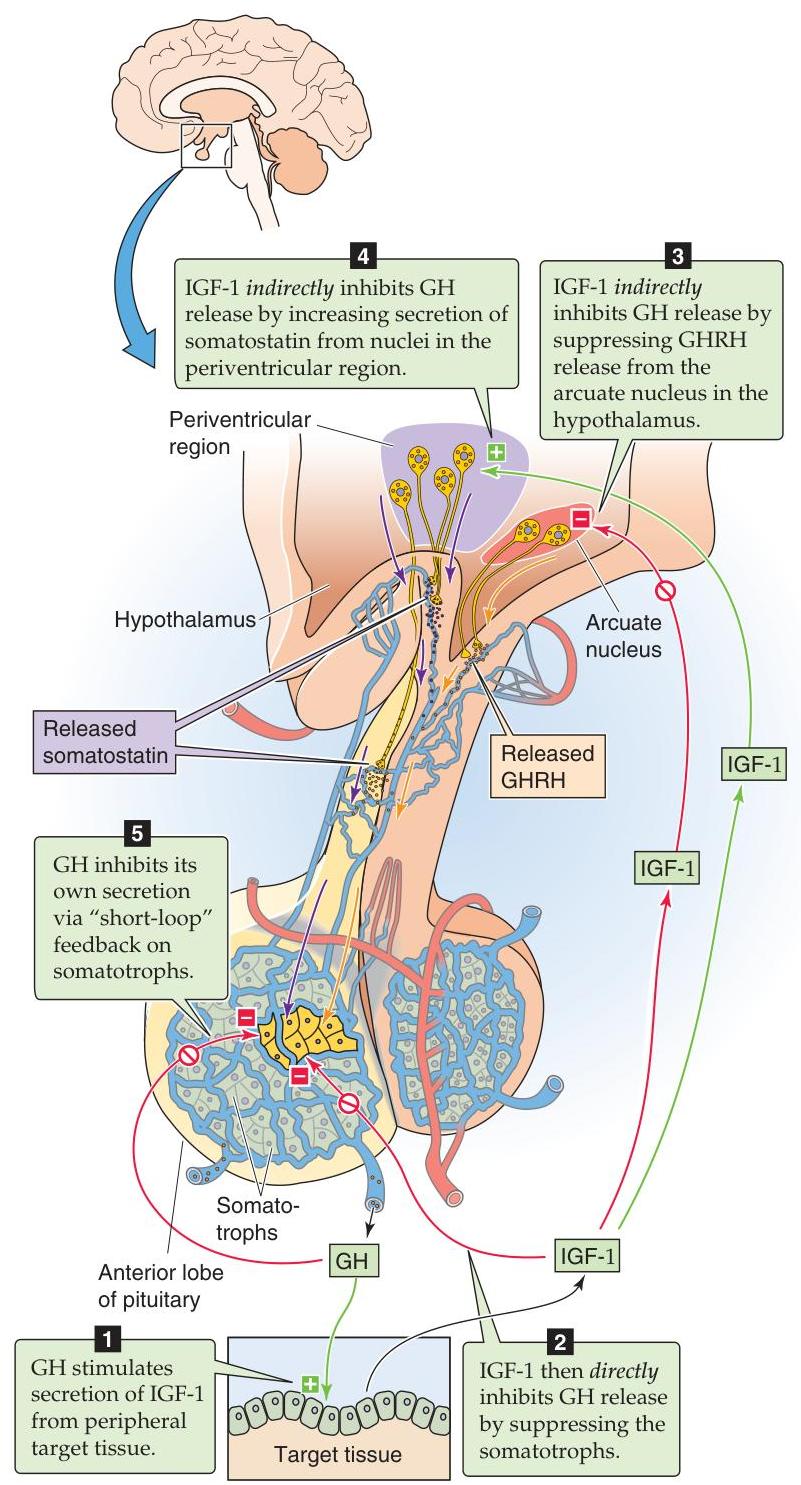 4
IGF-1 indirectly inhibits GH
release by increasing secretion of
somatostatin from nuclei in the
periventricular region.
3
IGF-1 indirectly
inhibits GH release by
suppressing GHRH
release from the
arcuate nucleus in the
hypothalamus.
Periventricular
region
+
−
Hypothalamus
Arcuate
nucleus
Released
somatostatin
Released
GHRH
IGF-1
IGF-1
5
GH inhibits its
own secretion
via “short-loop”
feedback on
somatotrophs.
−
−
Somato-
trophs
GH
IGF-1
Anterior lobe
of pituitary
1
GH stimulates
secretion of IGF-1
from peripheral
target tissue.
+
Target tissue
2
IGF-1 then directly
inhibits GH release
by suppressing the
somatotrophs.